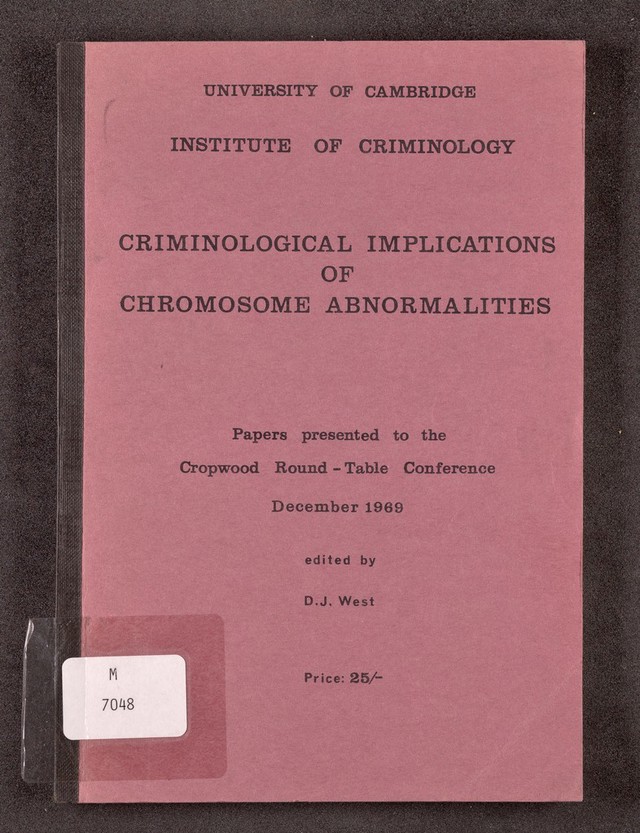 UNIVERSITY OF CAMBRIDGE
INSTITUTE OF CRIMINOLOGY
CRIMINOLOGICAL IMPLICATIONS
OF
CHROMOSOME ABNORMALITIES
Papers presented to the
Cropwood Round-Table Conference
December 1969
edited by
D.J. West
Price: 25/-
M
7048